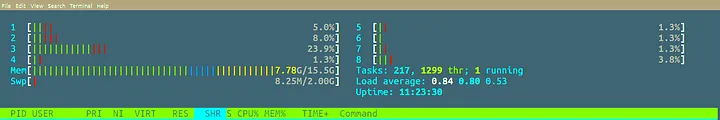 File Edit View Search Terminal Help
1 [|||| 5.0%] 5 [|| 1.3%]
2 [||||| 8.0%] 6 [| 1.3%]
3 [||||||||||||||| 23.9%] 7 [|| 1.3%]
4 [|| 1.3%] 8 [||| 3.8%]
Mem[||||||||||||||||||||||||||||||||||||||||||||||||7.78G/15.5G] Tasks: 217, 1299 thr; 1 running
Swp[| 8.25M/2.00G] Load average: 0.84 0.80 0.53
Uptime: 11:23:30
PID USER PRI NI VIRT RES SHR S CPU% MEM% TIME+ Command